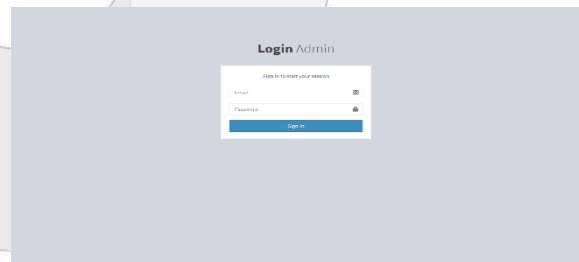 Login Admin
Sign in to start your session
Email
Password
Sign In